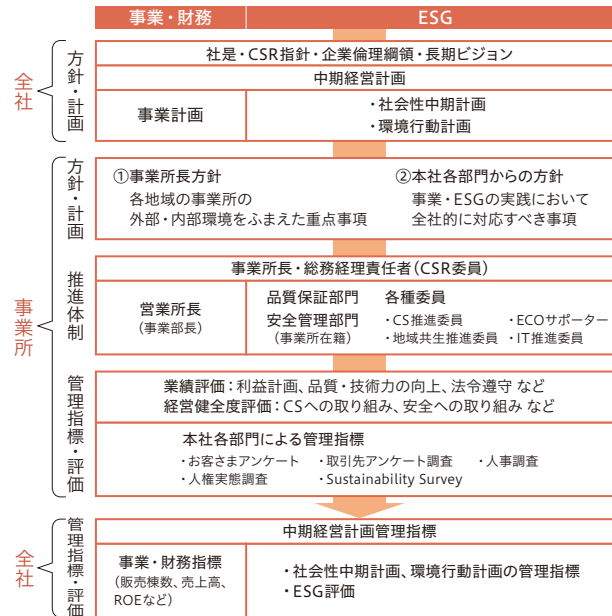 事業・財務
ESG
全社
方針・計画
社是・CSR指針・企業倫理綱領・長期ビジョン
中期経営計画
事業計画
・社会性中期計画
・環境行動計画
事業所
方針・計画
①事業所長方針
各地域の事業所の
外部・内部環境をふまえた重点事項
②本社各部門からの方針
事業・ESGの実践において
全社的に対応すべき事項
推進体制
事業所長・総務経理責任者(CSR委員)
営業所長
(事業部長)
品質保証部門
安全管理部門
(事業所在籍)
各種委員
・CS推進委員 ・ECOサポーター
・地域共生推進委員 ・IT推進委員
管理指標・評価
業績評価：利益計画、品質・技術力の向上、法令遵守 など
経営健全度評価：CSへの取り組み、安全への取り組み など
本社各部門による管理指標
・お客さまアンケート ・取引先アンケート調査 ・人事調査
・人権実態調査 ・Sustainability Survey
全社
管理指標・評価
中期経営計画管理指標
事業・財務指標
(販売棟数、売上高、
ROEなど)
・社会性中期計画、環境行動計画の管理指標
・ESG評価